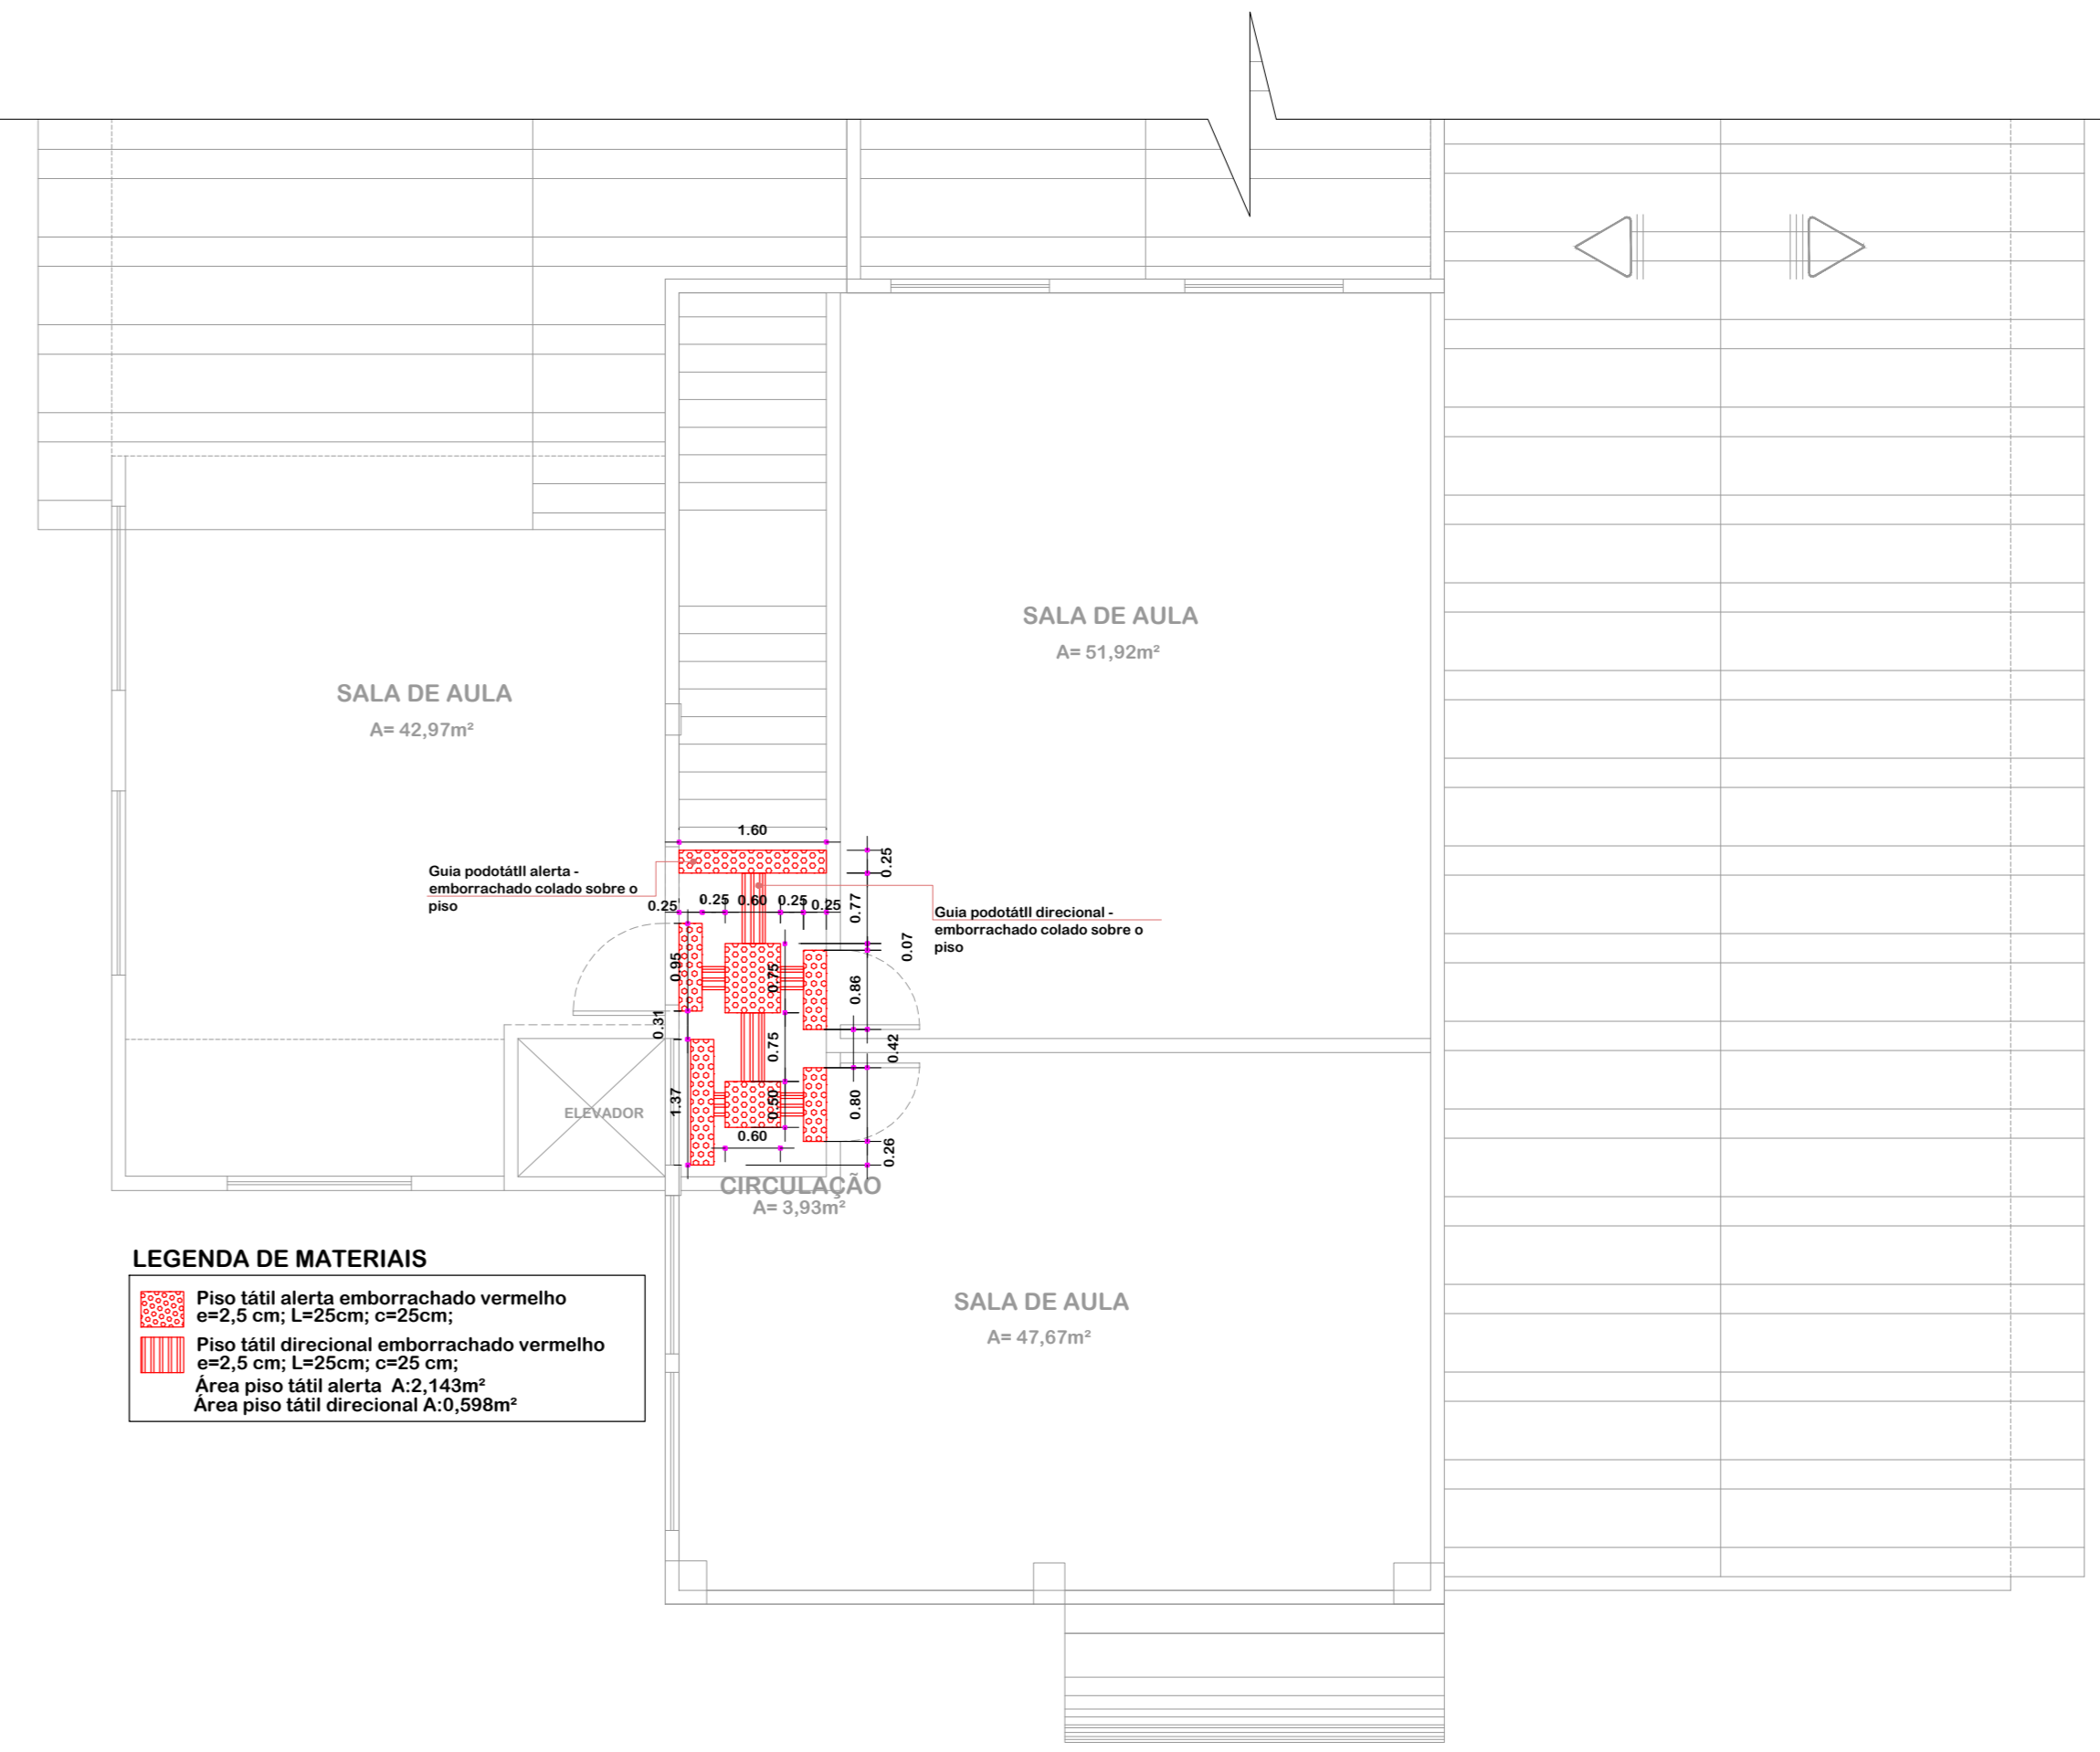 SALA DE AULA
A= 51,92m²
SALA DE AULA
A= 42,97m²
1.60
0.25
Guia podotátll alerta -
emborrachado colado sobre o
piso
0.25
0.25
0.60
0.25
0.25
0.77
Guia podotátll direcional -
emborrachado colado sobre o
piso
0.07
0.95
0.75
0.86
0.31
0.75
0.42
1.37
0.50
0.80
ELEVADOR
0.60
0.26
CIRCULAÇÃO
A= 3,93m²
LEGENDA DE MATERIAIS
Piso tátil alerta emborrachado vermelho
e=2,5 cm; L=25cm; c=25cm;
Piso tátil direcional emborrachado vermelho
e=2,5 cm; L=25cm; c=25 cm;
Área piso tátil alerta A:2,143m²
Área piso tátil direcional A:0,598m²
SALA DE AULA
A= 47,67m²